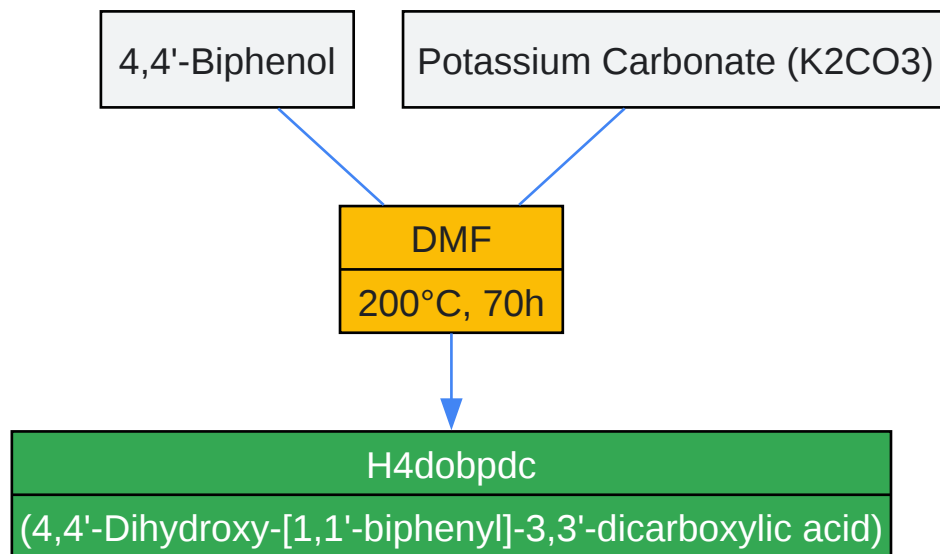 4,4'-Biphenol
Potassium Carbonate (K2CO3)
DMF
200°C, 70h
H4dobpdc
(4,4'-Dihydroxy-[1,1'-biphenyl]-3,3'-dicarboxylic acid)